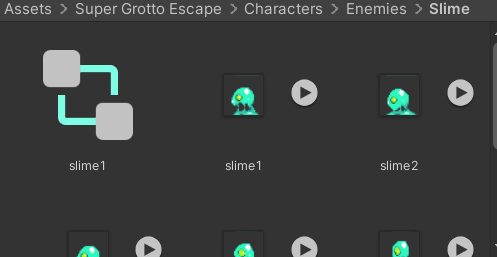 Assets > Super Grotto Escape > Characters > Enemies > Slime
slime1 slime1 slime2